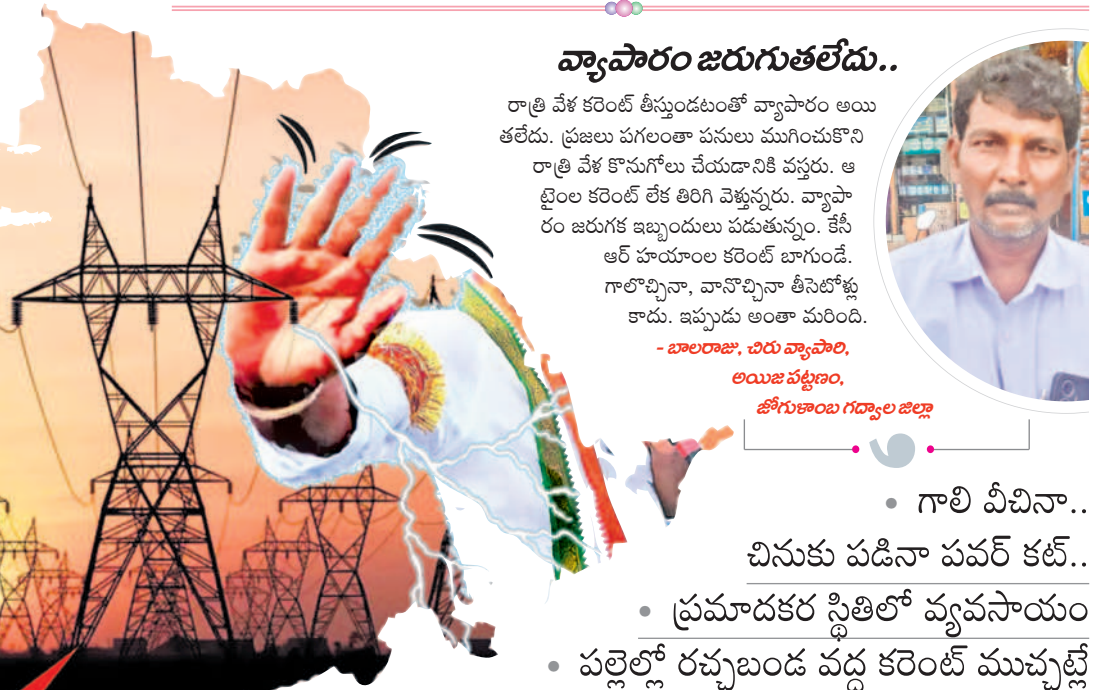 వ్యాపారం జరుగుతలేదు..
రాత్రి వేళ కరెంట్ తీస్తుండటంతో వ్యాపారం అయి
తలేదు. ప్రజలు పగలంతా పనులు ముగించుకొని
రాత్రి వేళ కొనుగోలు చేయడానికి వస్తరు. ఆ
టైంల కరెంట్ లేక తిరిగి వెళ్తున్నరు. వ్యాపా
రం జరుగక ఇబ్బందులు పడుతున్నం. కేసీ
ఆర్ హయాంల కరెంట్ బాగుండే.
గాలొచ్చినా, వానొచ్చినా తీసెటోళ్లు
కాదు. ఇప్పుడు అంతా మరింది.
- బాలరాజు, చిరు వ్యాపారి,
అయిజ పట్టణం,
జోగుళాంబ గద్వాల జిల్లా
• గాలి వీచినా..
చినుకు పడినా పవర్ కట్..
• ప్రమాదకర స్థితిలో వ్యవసాయం
• పల్లెల్లో రచ్చబండ వద్ద కరెంట్ ముచ్చట్లే